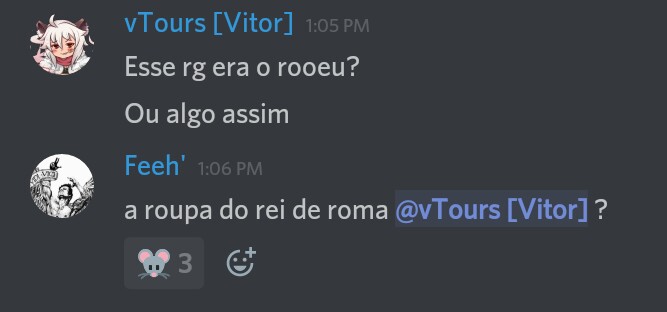 vTours [Vitor] 1:05 PM
Esse rg era o rooeu?
Ou algo assim
Feeh' 1:06 PM
a roupa do rei de roma @vTours [Vitor] ?
3